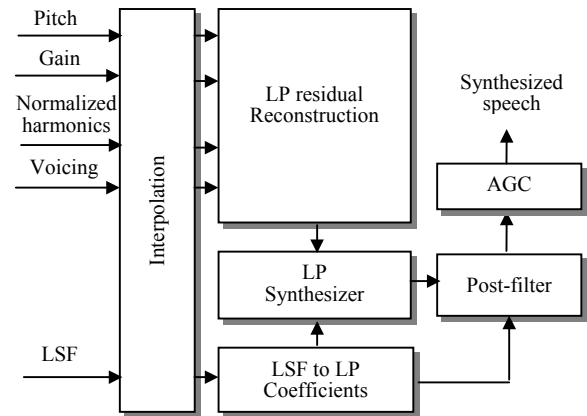 Pitch
Gain
Normalized
harmonics
Voicing
LSF
Interpolation
LP residual
Reconstruction
LP
Synthesizer
LSF to LP
Coefficients
Synthesized
speech
AGC
Post-filter